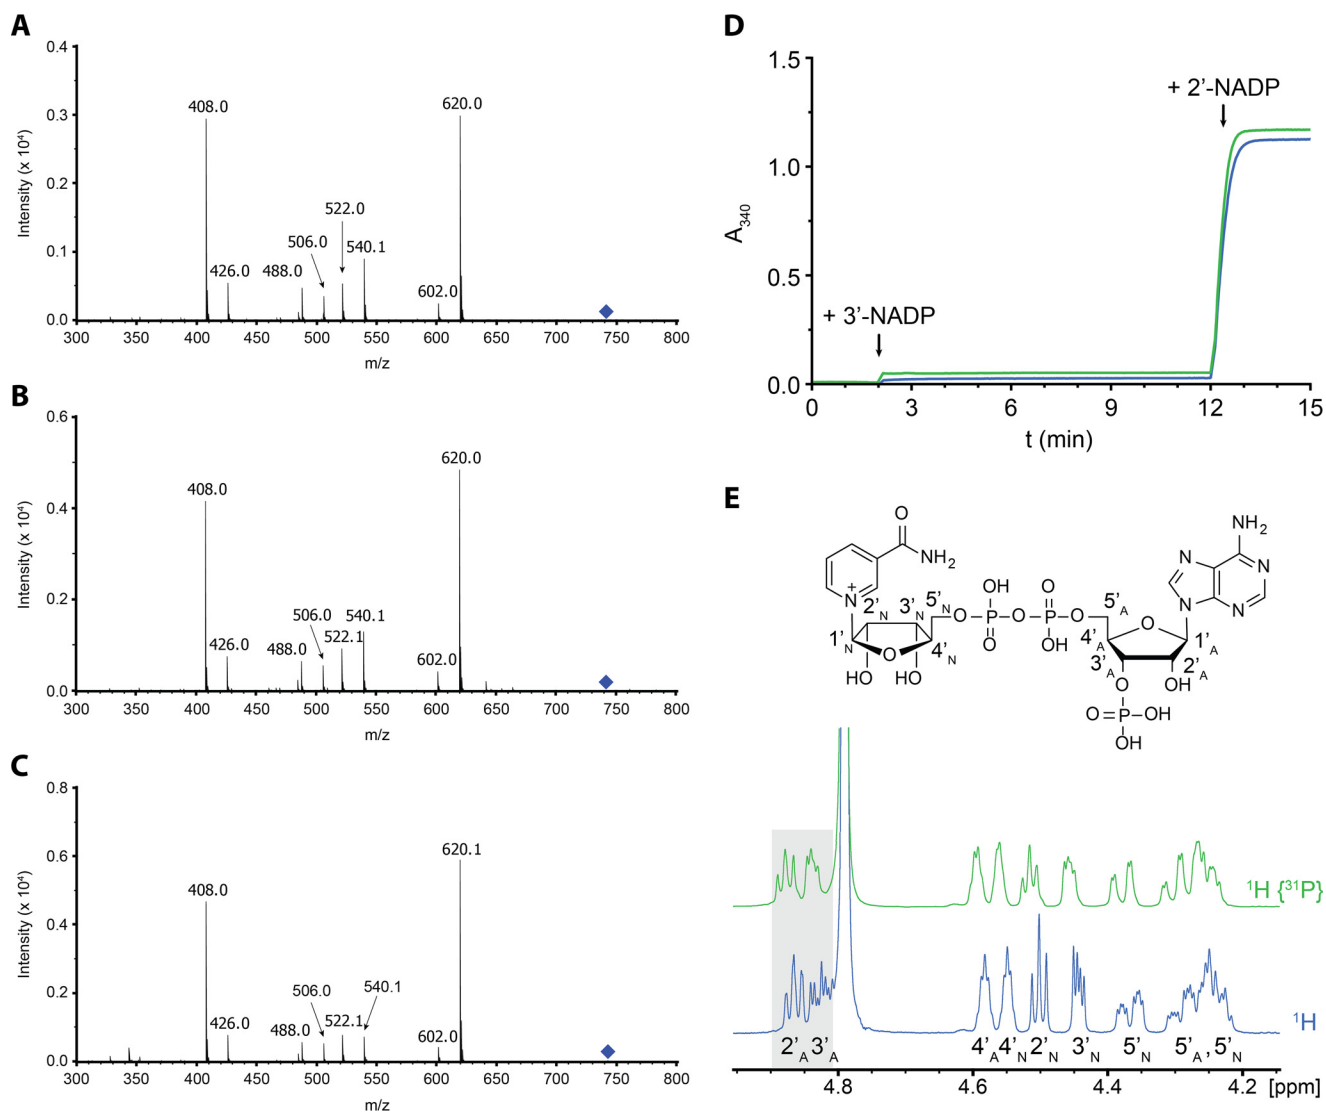 A
Intensity (x 10⁴)
0.4
0.3
0.2
0.1
0.0
408.0
426.0
488.0
506.0
522.0
540.1
602.0
620.0
300 350 400 450 500 550 600 650 700 750 800
m/z
B
Intensity (x 10⁴)
0.6
0.4
0.2
0.0
408.0
426.0
488.0
506.0
522.1
540.1
602.0
620.0
300 350 400 450 500 550 600 650 700 750 800
m/z
C
Intensity (x 10⁴)
0.8
0.6
0.4
0.2
0.0
408.0
426.0
488.0
506.0
522.1
540.1
602.0
620.1
300 350 400 450 500 550 600 650 700 750 800
m/z
D
A₃₄₀
1.5
1.0
0.5
0.0
+ 3’-NADP
+ 2’-NADP
0 3 6 9 12 15
t (min)
E
O
NH₂
N
+
2’N
3’N
5’N
1’N
4’N
O
HO
HO
O
OH
P
O
O
O
P
OH
O
5’A
4’A
3’A
2’A
1’A
O
OH
O
O=P–OH
OH
NH₂
N
N
N
N
¹H {³¹P}
¹H
2’A 3’A 4’A 4’N 2’N 3’N 5’N 5’A, 5’N
4.8 4.6 4.4 4.2 [ppm]